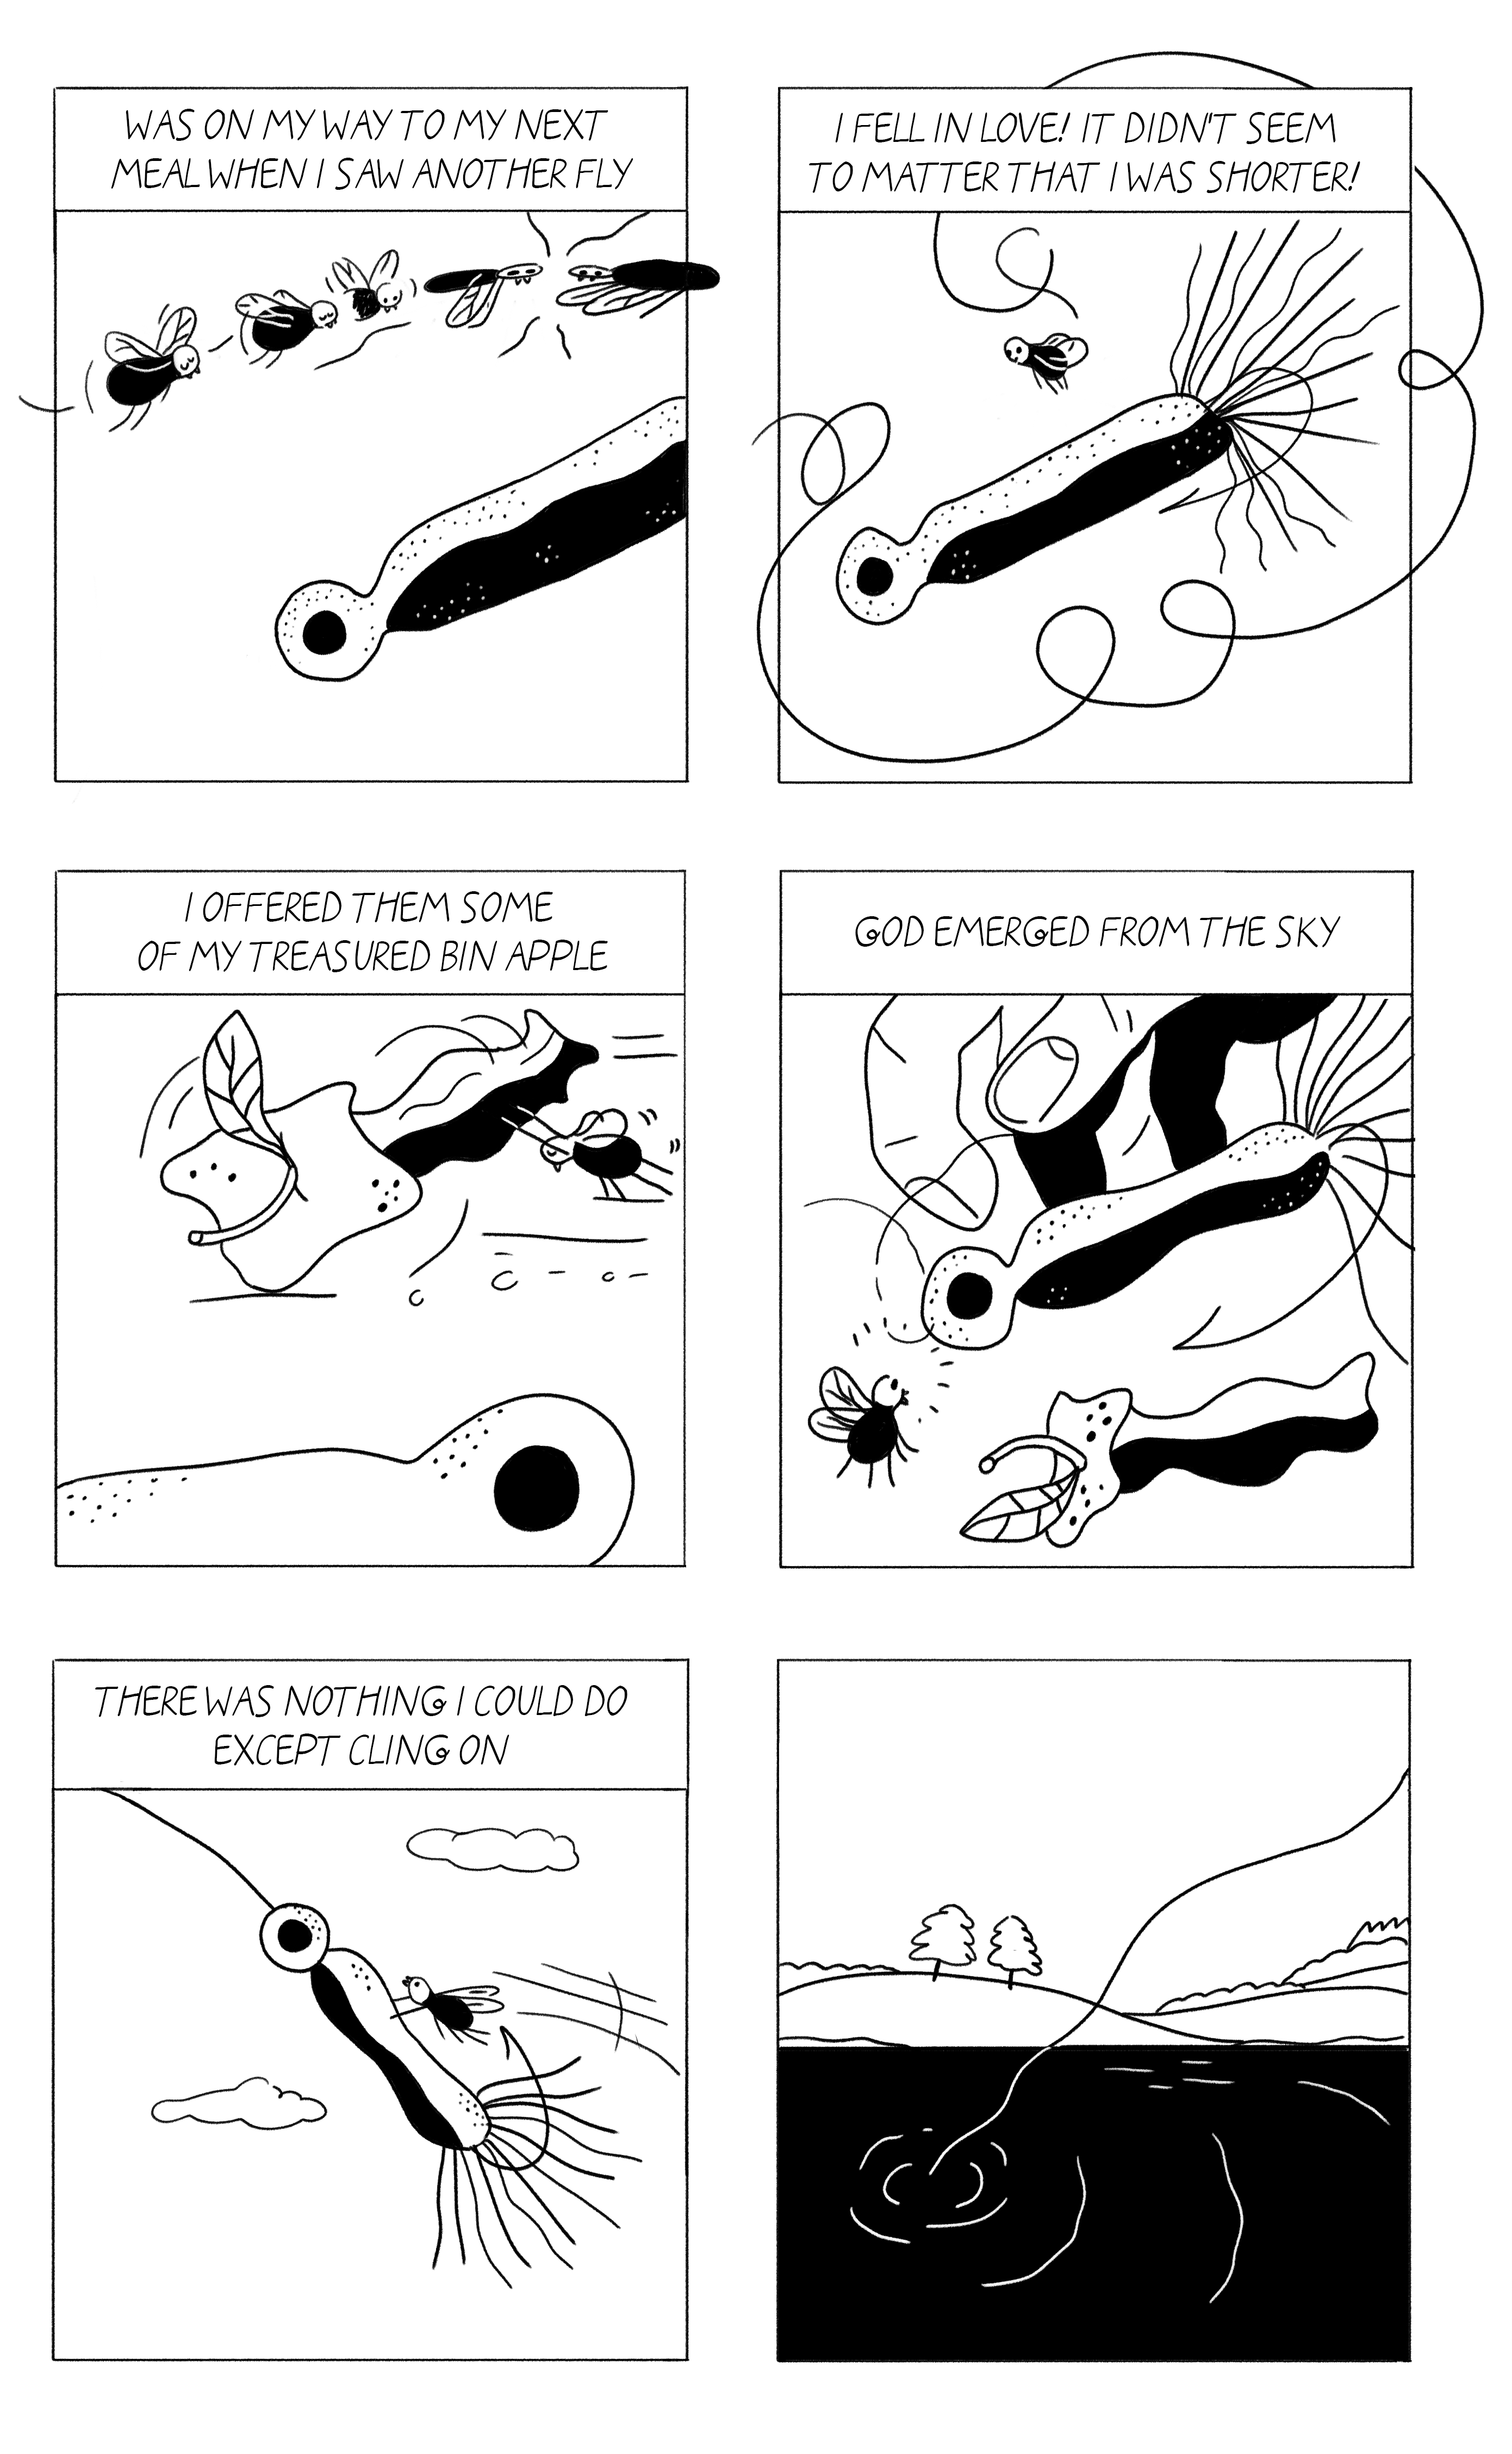 WAS ON MY WAY TO MY NEXT
MEAL WHEN I SAW ANOTHER FLY
I FELL IN LOVE! IT DIDN'T SEEM
TO MATTER THAT I WAS SHORTER!
I OFFERED THEM SOME
OF MY TREASURED BIN APPLE
GOD EMERGED FROM THE SKY
THERE WAS NOTHING I COULD DO
EXCEPT CLING ON